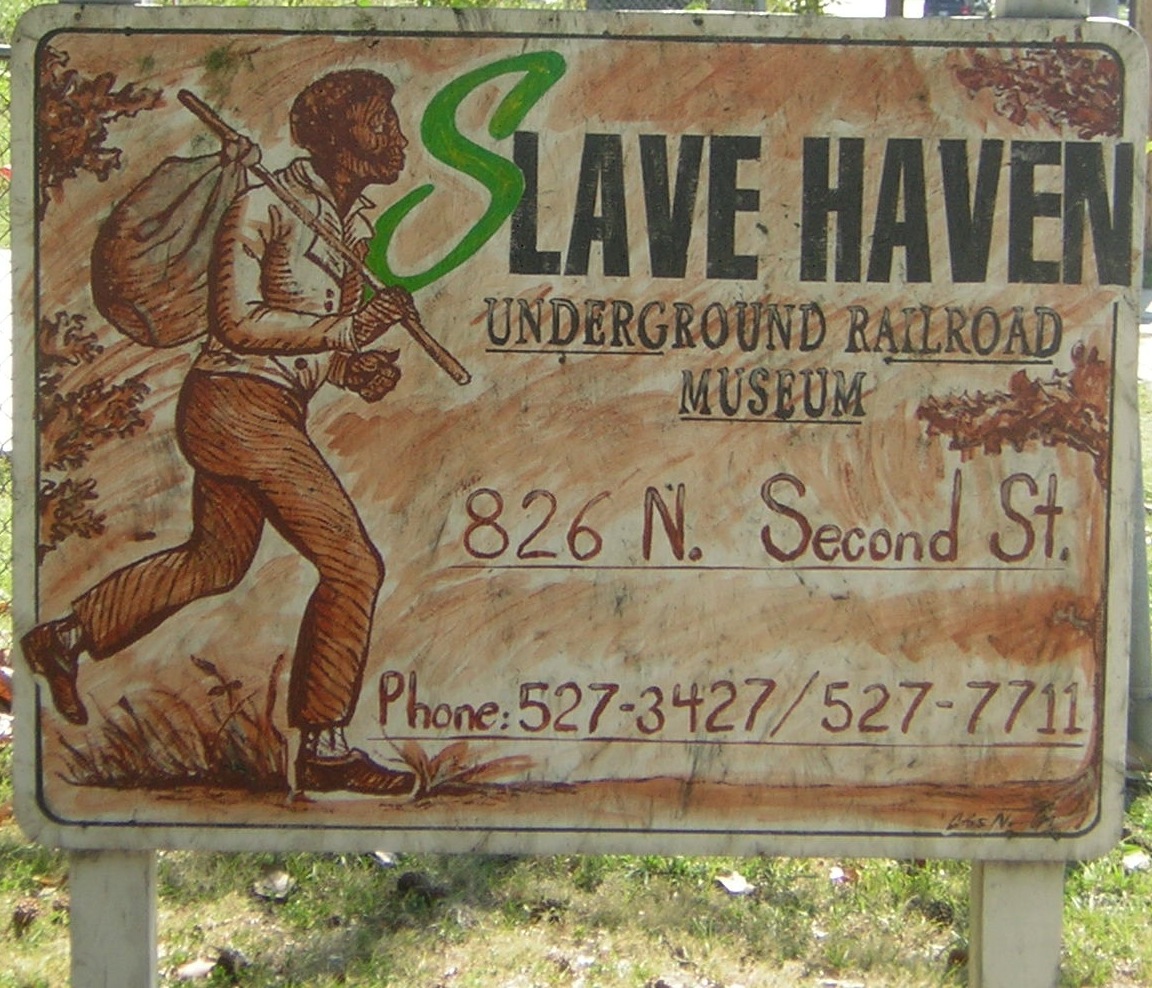 SLAVE HAVEN
UNDERGROUND RAILROAD
MUSEUM
826 N. Second St.
Phone: 527-3427/527-7711